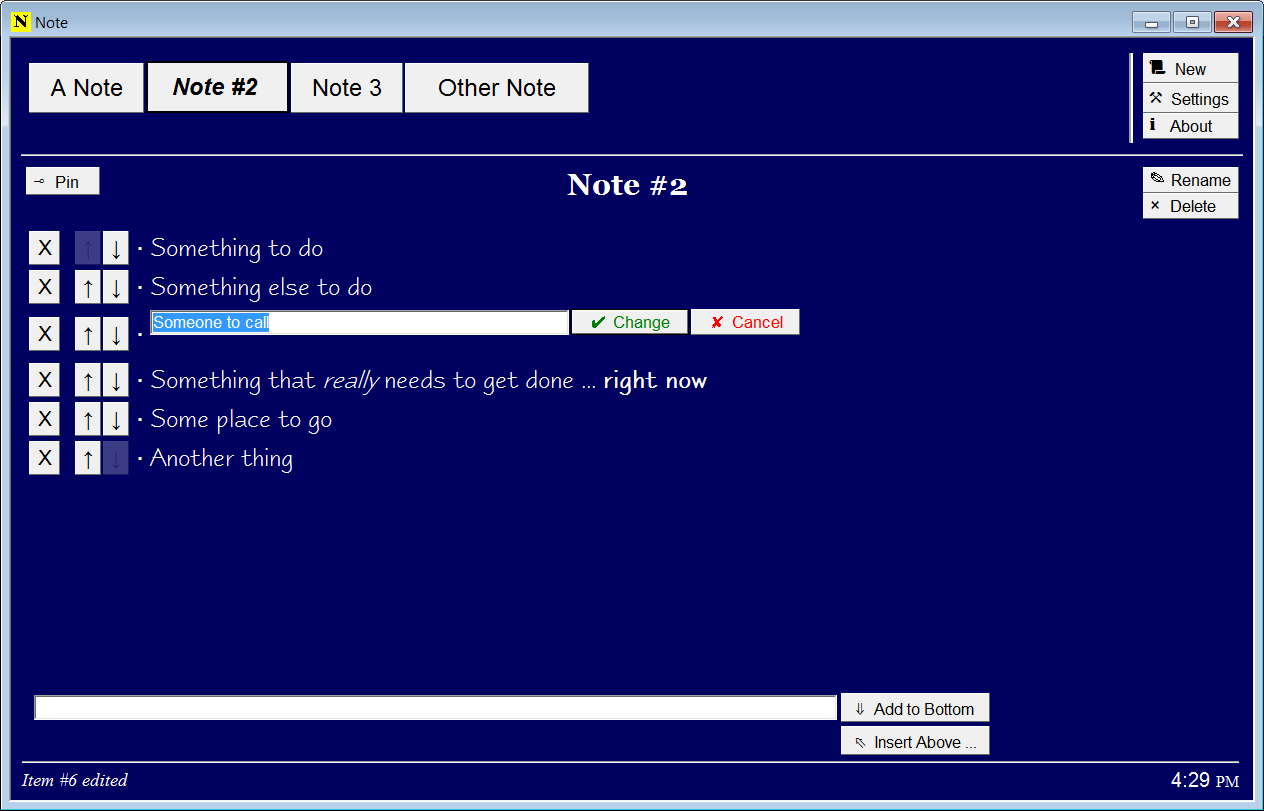 N Note
A Note Note #2 Note 3 Other Note
New
Settings
i About
Pin
Note #2
Rename
× Delete
X ↑ ↓ · Something to do
X ↑ ↓ · Something else to do
X ↑ ↓ · Someone to call ✔ Change ✘ Cancel
X ↑ ↓ · Something that really needs to get done ... right now
X ↑ ↓ · Some place to go
X ↑ ↓ · Another thing
⇓ Add to Bottom
⇖ Insert Above ...
Item #6 edited
4:29 PM